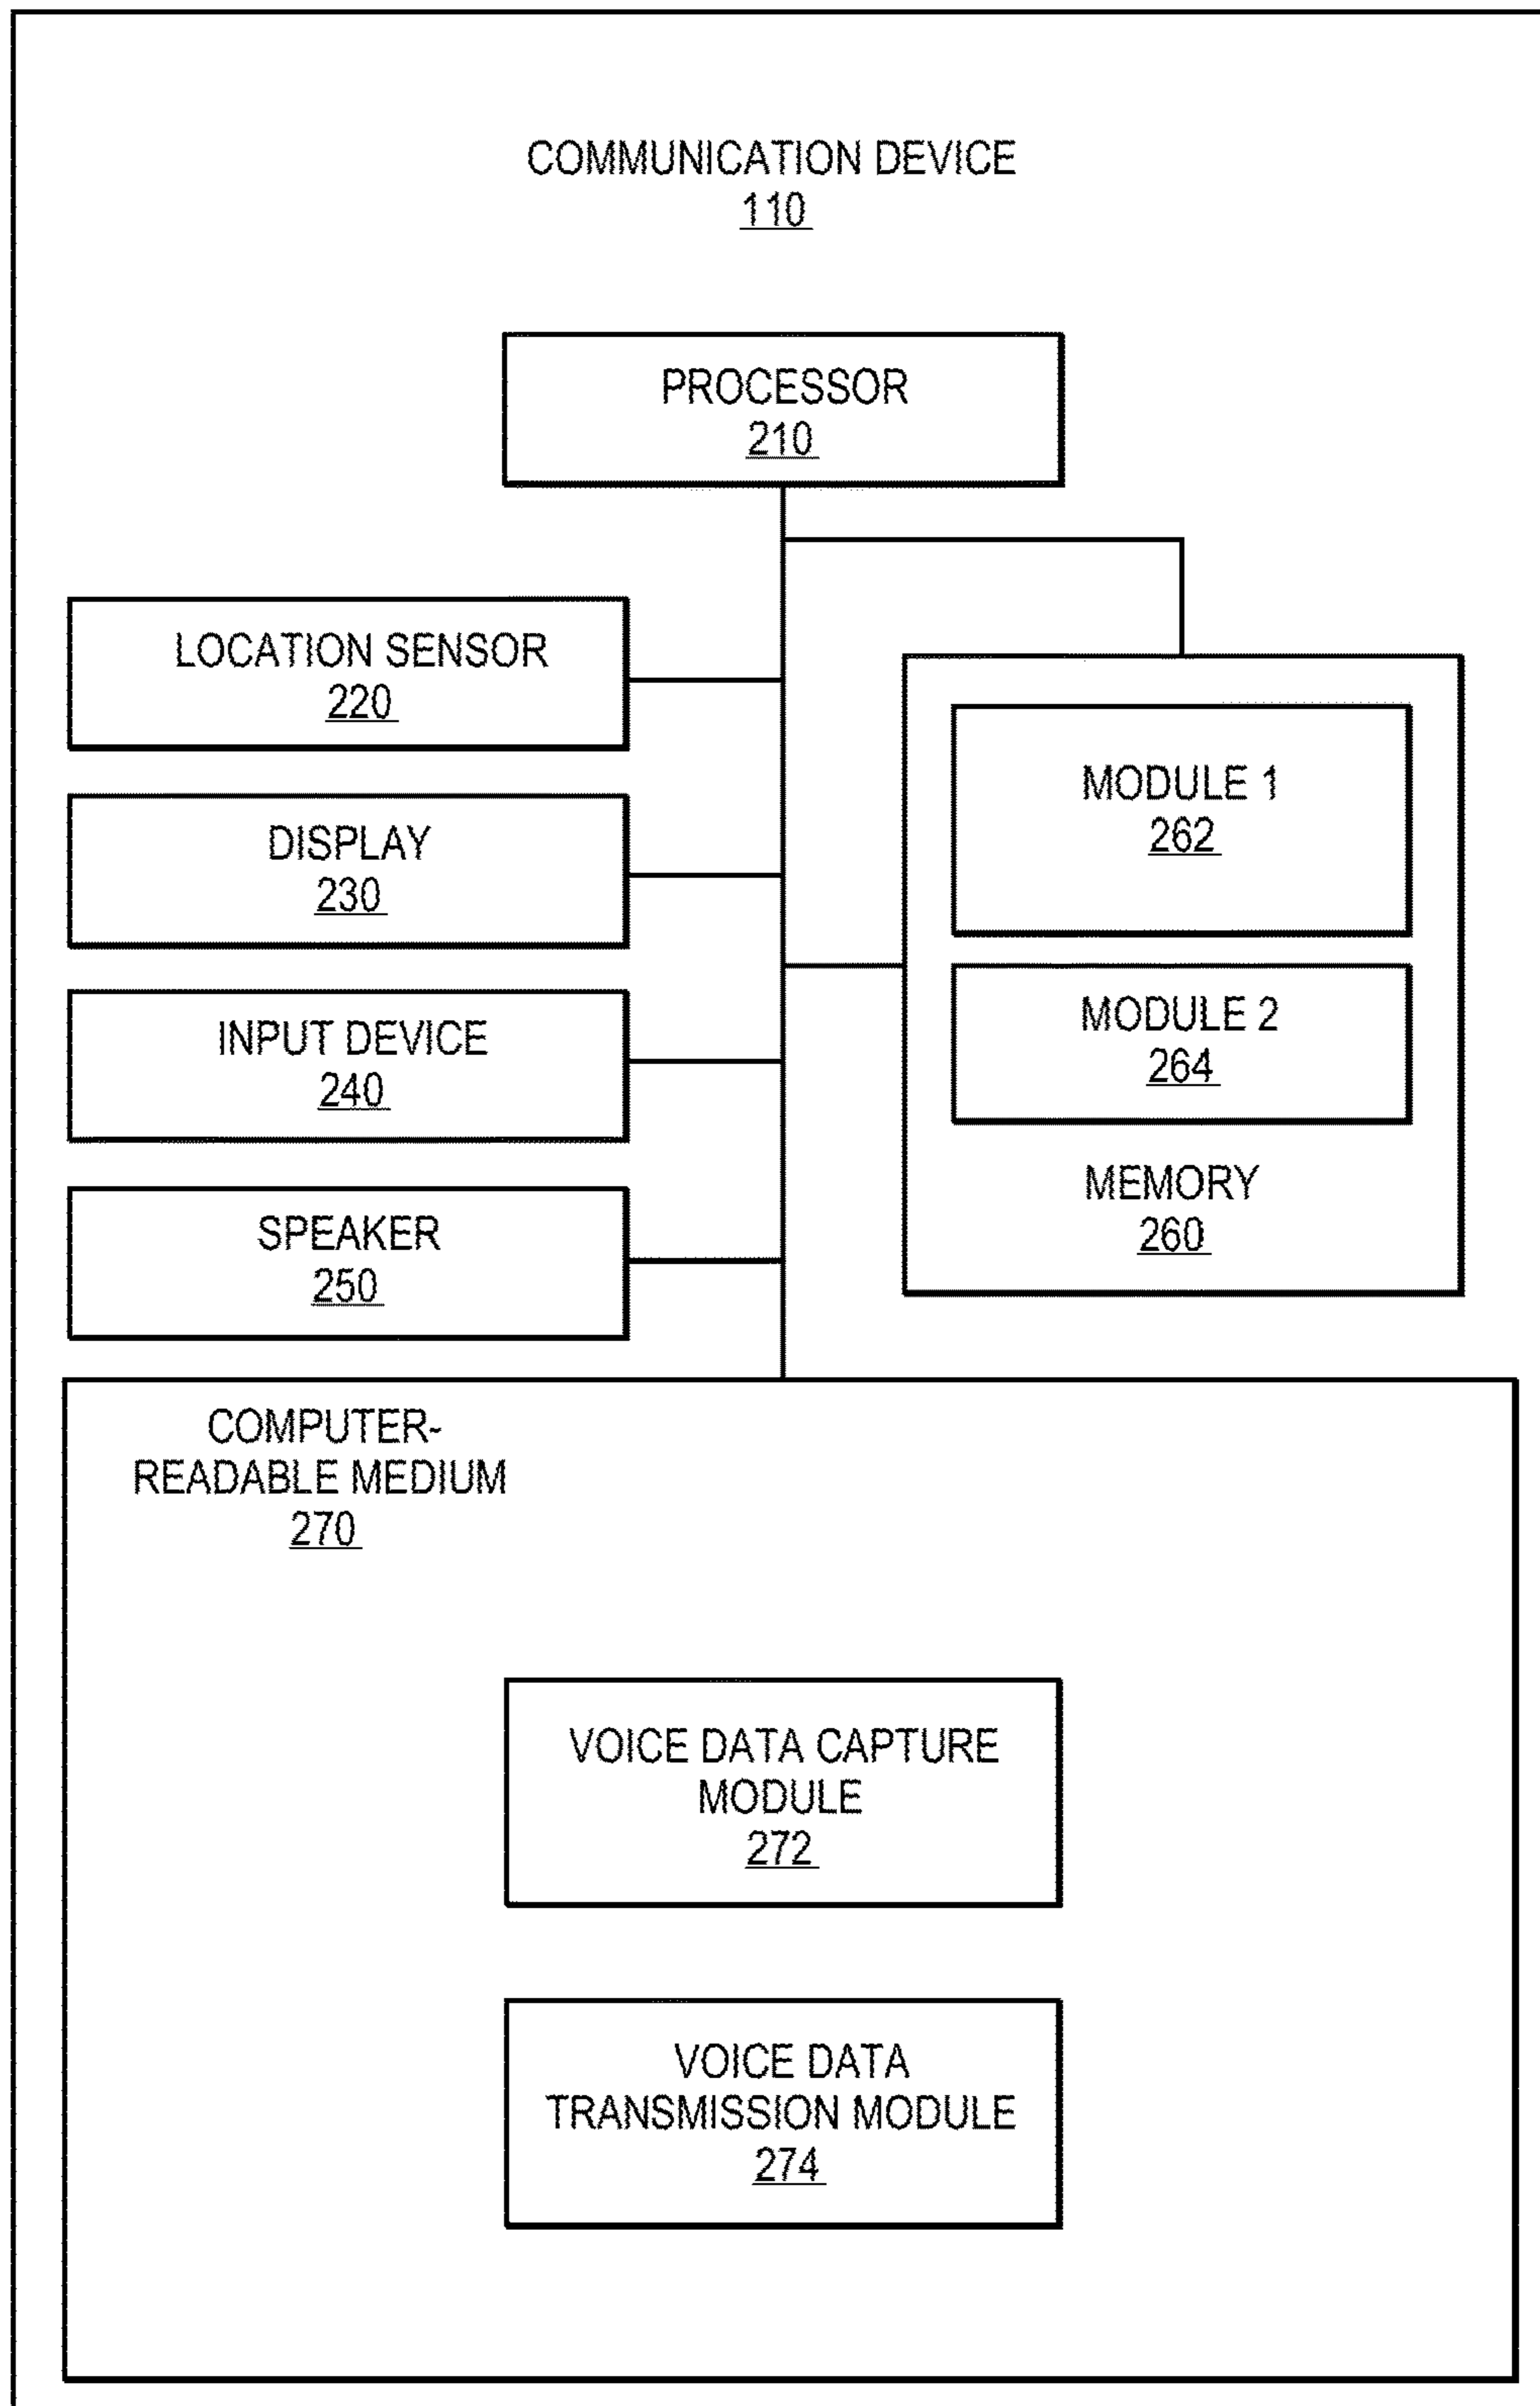 COMMUNICATION DEVICE
110
PROCESSOR
210
LOCATION SENSOR
220
DISPLAY
230
INPUT DEVICE
240
SPEAKER
250
MODULE 1
262
MODULE 2
264
MEMORY
260
COMPUTER-
READABLE MEDIUM
270
VOICE DATA CAPTURE
MODULE
272
VOICE DATA
TRANSMISSION MODULE
274